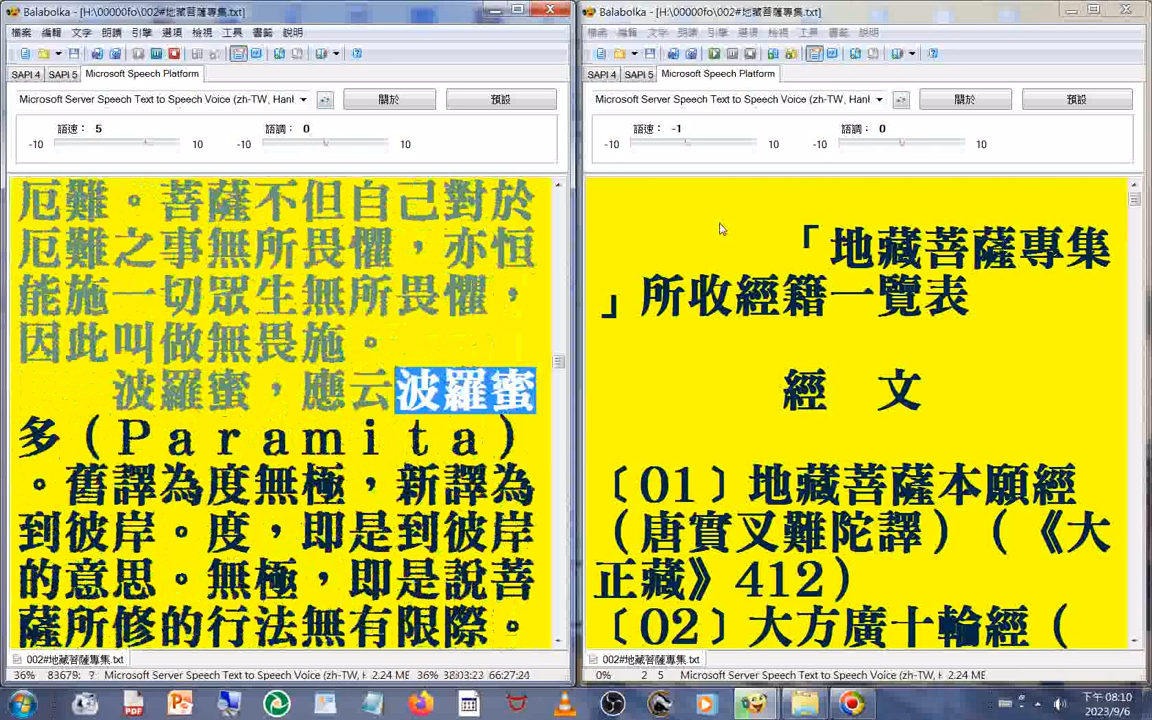 Balabolka - [H:\00000fo\002#地藏菩薩專集.txt]
檔案 編輯 文字 朗讀 引擎 選項 檢視 工具 書籤 說明
SAPI 4 SAPI 5 Microsoft Speech Platform
Microsoft Server Speech Text to Speech Voice (zh-TW, Hanl
關於 預設
語速： 5 語調： 0
-10 10 -10 10
厄難。菩薩不但自己對於
厄難之事無所畏懼，亦恒
能施一切眾生無所畏懼，
因此叫做無畏施。
波羅蜜，應云波羅蜜
多（Ｐａｒａｍｉｔａ）
。舊譯為度無極，新譯為
到彼岸。度，即是到彼岸
的意思。無極，即是說菩
薩所修的行法無有限際。
002#地藏菩薩專集.txt
36% 83679: ? Microsoft Server Speech Text to Speech Voice (zh-TW, H 2.24 ME 36% 38:03:23 66:27:24
Balabolka - [H:\00000fo\002#地藏菩薩專集.txt]
檔案 編輯 文字 朗讀 引擎 選項 檢視 工具 書籤 說明
SAPI 4 SAPI 5 Microsoft Speech Platform
Microsoft Server Speech Text to Speech Voice (zh-TW, Hanl
關於 預設
語速： -1 語調： 0
-10 10 -10 10
「地藏菩薩專集
」所收經籍一覽表
經 文
〔01〕地藏菩薩本願經
（唐實叉難陀譯）（《大
正藏》412）
〔02〕大方廣十輪經（
002#地藏菩薩專集.txt
0% 2 5 Microsoft Server Speech Text to Speech Voice (zh-TW, H 2.24 ME
下午 08:10
2023/9/6